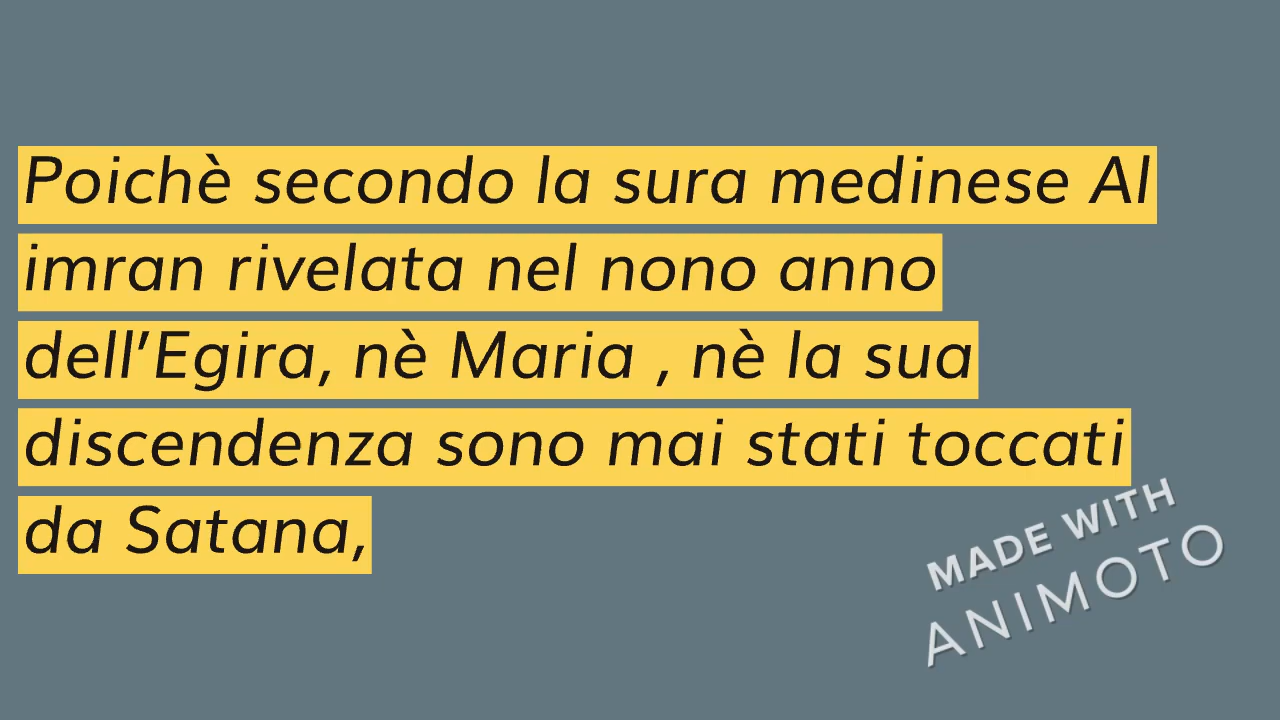 Poichè secondo la sura medinese Al
imran rivelata nel nono anno
dell’Egira, nè Maria , nè la sua
discendenza sono mai stati toccati
da Satana,
MADE WITH
ANIMOTO